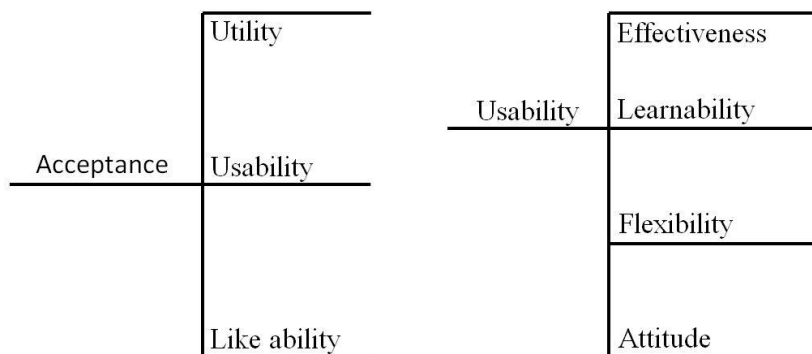 Utility
Acceptance
Usability
Like ability
Effectiveness
Usability
Learnability
Flexibility
Attitude